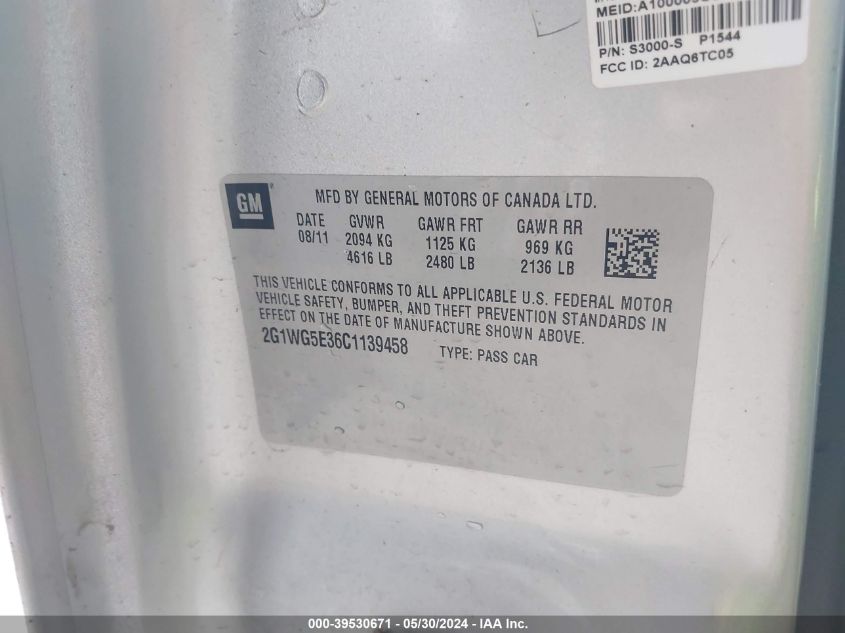 P/N: S3000-S P1544
FCC ID: 2AAQ6TC05
GM
MFD BY GENERAL MOTORS OF CANADA LTD.
DATE GVWR GAWR FRT GAWR RR
08/11 2094 KG 1125 KG 969 KG
4616 LB 2480 LB 2136 LB
THIS VEHICLE CONFORMS TO ALL APPLICABLE U.S. FEDERAL MOTOR
VEHICLE SAFETY, BUMPER, AND THEFT PREVENTION STANDARDS IN
EFFECT ON THE DATE OF MANUFACTURE SHOWN ABOVE.
2G1WG5E36C1139458 TYPE: PASS CAR
000-39530671 - 05/30/2024 - IAA Inc.